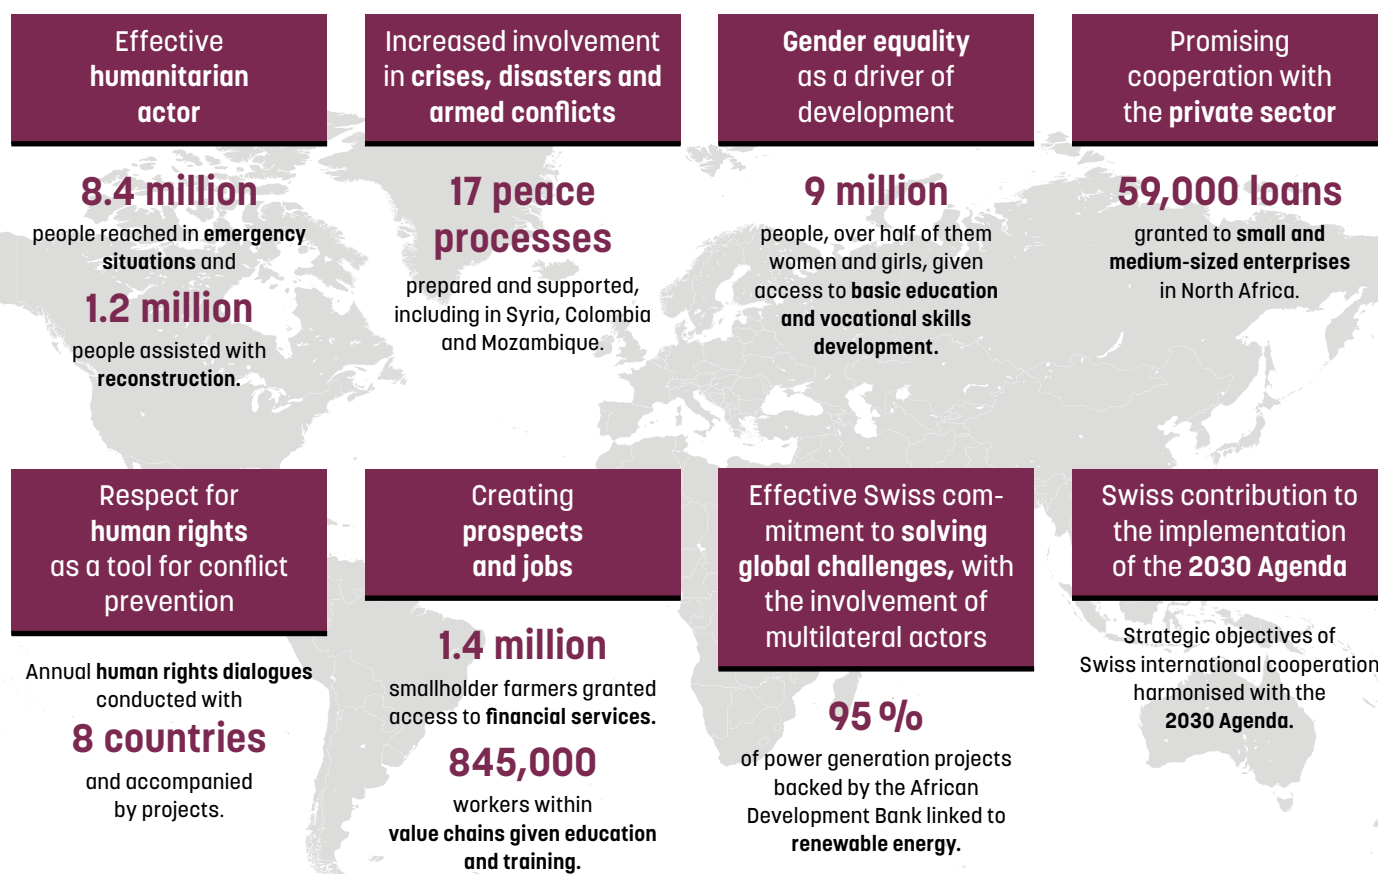 Effective
humanitarian
actor
8.4 million
people reached in emergency
situations and
1.2 million
people assisted with
reconstruction.
Increased involvement
in crises, disasters and
armed conflicts
17 peace
processes
prepared and supported,
including in Syria, Colombia
and Mozambique.
Gender equality
as a driver of
development
9 million
people, over half of them
women and girls, given
access to basic education
and vocational skills
development.
Promising
cooperation with
the private sector
59,000 loans
granted to small and
medium-sized enterprises
in North Africa.
Respect for
human rights
as a tool for conflict
prevention
Annual human rights dialogues
conducted with
8 countries
and accompanied
by projects.
Creating
prospects
and jobs
1.4 million
smallholder farmers granted
access to financial services.
845,000
workers within
value chains given education
and training.
Effective Swiss com-
mitment to solving
global challenges, with
the involvement of
multilateral actors
95 %
of power generation projects
backed by the African
Development Bank linked to
renewable energy.
Swiss contribution to
the implementation
of the 2030 Agenda
Strategic objectives of
Swiss international cooperation
harmonised with the
2030 Agenda.